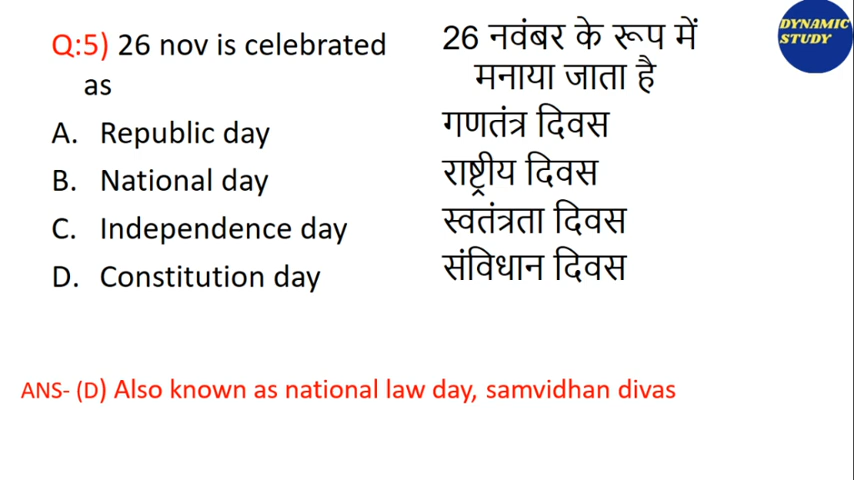 Q:5) 26 nov is celebrated
as
A. Republic day
B. National day
C. Independence day
D. Constitution day
26 नवंबर के रूप में
मनाया जाता है
गणतंत्र दिवस
राष्ट्रीय दिवस
स्वतंत्रता दिवस
संविधान दिवस
DYNAMIC
STUDY
ANS- (D) Also known as national law day, samvidhan divas